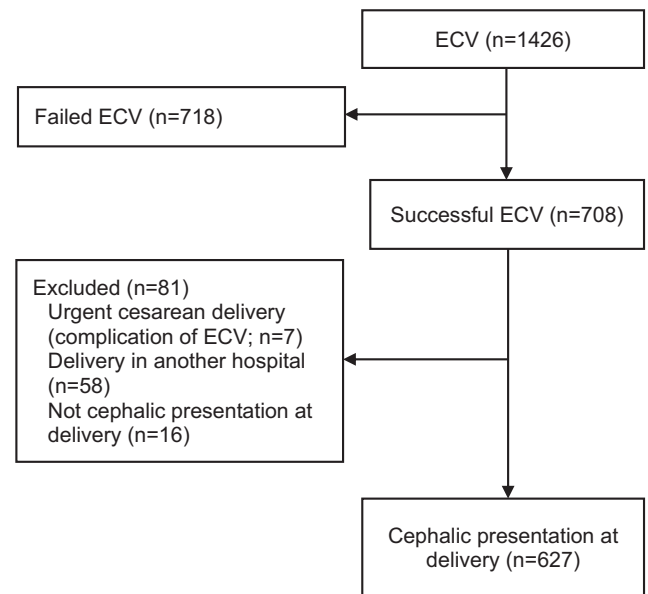 ECV (n=1426)
Failed ECV (n=718)
Successful ECV (n=708)
Excluded (n=81)
Urgent cesarean delivery
(complication of ECV; n=7)
Delivery in another hospital
(n=58)
Not cephalic presentation at
delivery (n=16)
Cephalic presentation at
delivery (n=627)